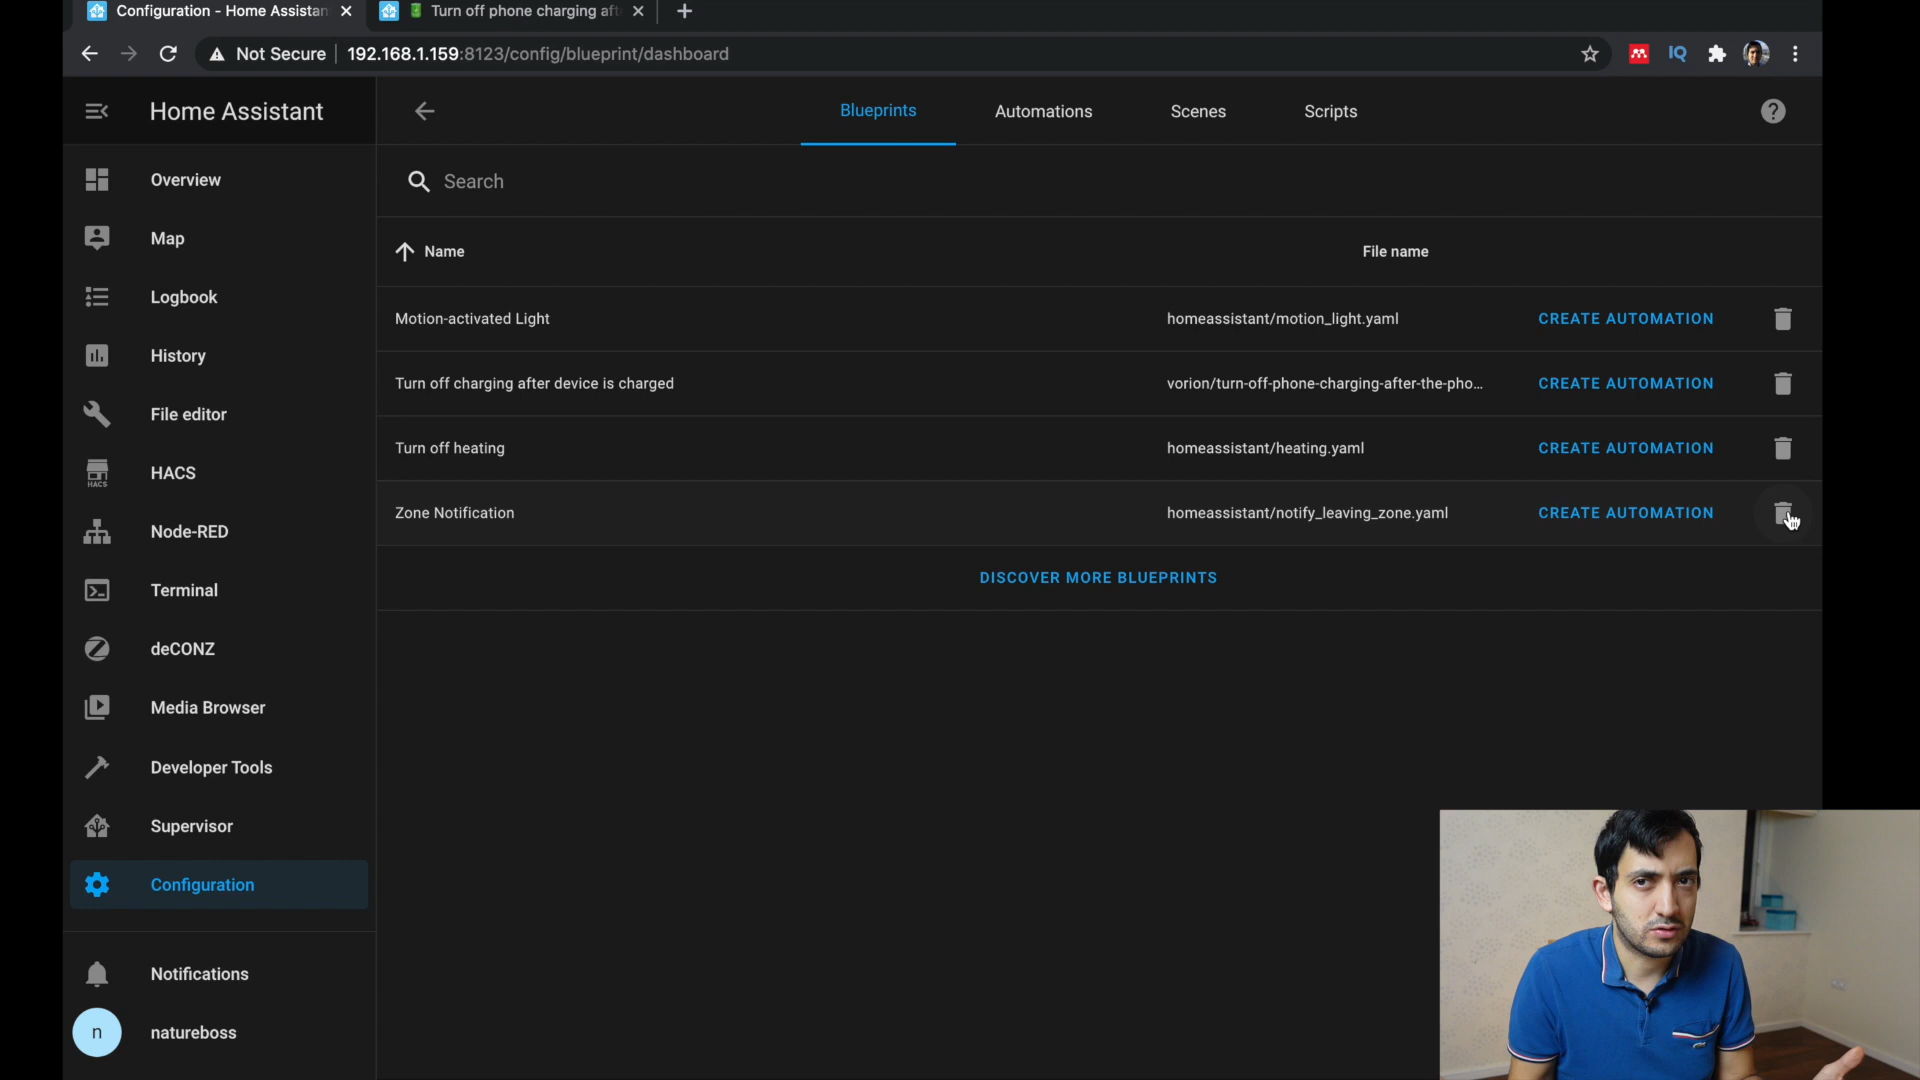 Configuration - Home Assistan
Turn off phone charging aft
Not Secure
192.168.1.159:8123/config/blueprint/dashboard
IQ
Home Assistant
Blueprints
Automations
Scenes
Scripts
?
Overview
Map
Logbook
History
File editor
HACS
HACS
Node-RED
Terminal
deCONZ
Media Browser
Developer Tools
Supervisor
Configuration
Notifications
n
natureboss
Search
Name
File name
Motion-activated Light
homeassistant/motion_light.yaml
CREATE AUTOMATION
Turn off charging after device is charged
vorion/turn-off-phone-charging-after-the-pho...
CREATE AUTOMATION
Turn off heating
homeassistant/heating.yaml
CREATE AUTOMATION
Zone Notification
homeassistant/notify_leaving_zone.yaml
CREATE AUTOMATION
DISCOVER MORE BLUEPRINTS